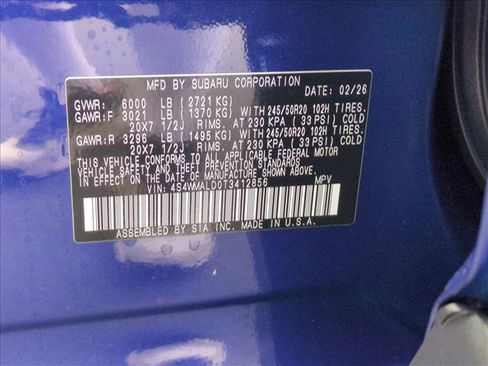 MFD BY SUBARU CORPORATION
DATE: 02/26
GVWR: 6000 LB (2721 KG)
GAWR:F 3021 LB (1370 KG) WITH 245/50R20 102H TIRES.
20X7 1/2J RIMS. AT 230 KPA (33 PSI) COLD
GAWR:R 3296 LB (1495 KG) WITH 245/50R20 102H TIRES.
20X7 1/2J RIMS. AT 230 KPA (33 PSI) COLD
THIS VEHICLE CONFORMS TO ALL APPLICABLE FEDERAL MOTOR
VEHICLE SAFETY AND THEFT PREVENTION STANDARDS
IN EFFECT ON THE DATE OF MANUFACTURE SHOWN ABOVE.
VIN: 4S4WWALD0T3412856 MPV
ASSEMBLED BY SIA INC. MADE IN U.S.A.